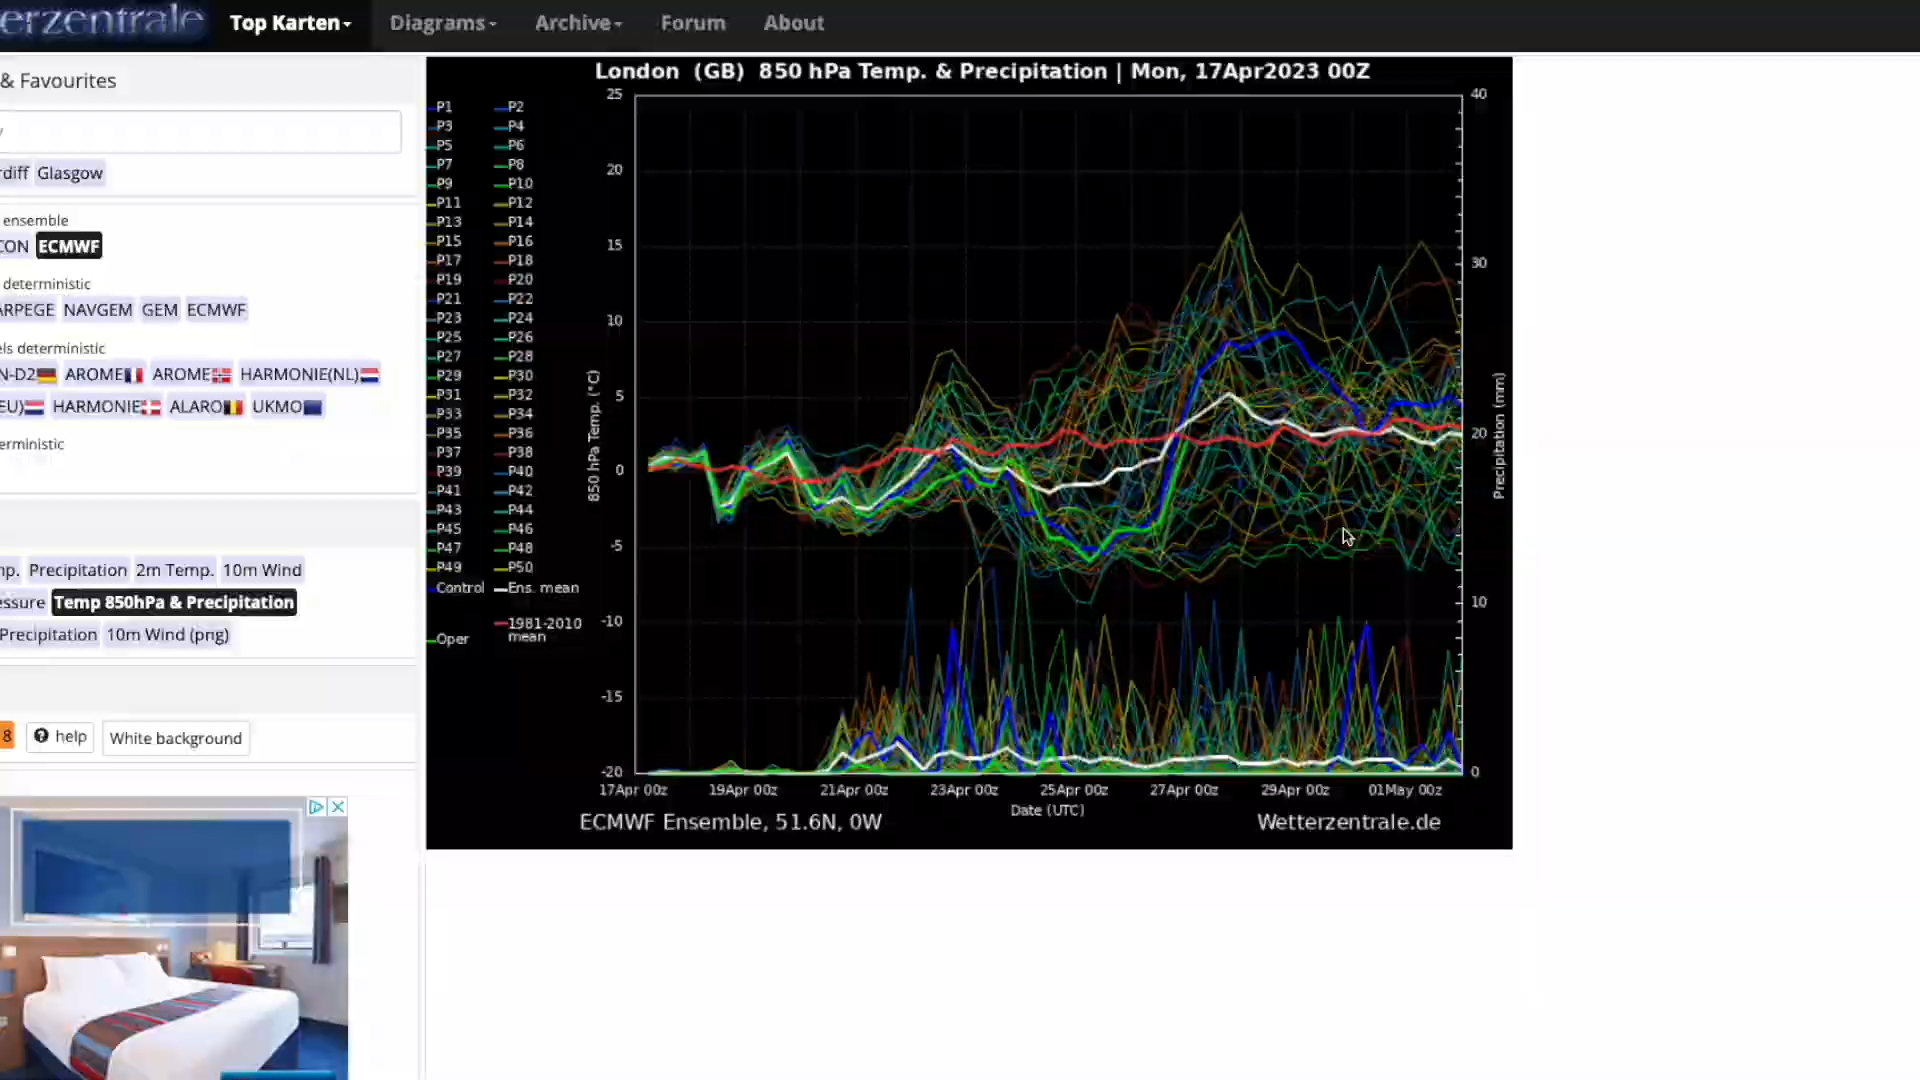 erzentrale
Top Karten
Diagrams
Archive
Forum
About
& Favourites
diff Glasgow
ensemble
CON ECMWF
deterministic
ARPEGE NAVGEM GEM ECMWF
els deterministic
N-D2 AROME AROME HARMONIE(NL)
EU) HARMONIE ALARO UKMO
erministic
np. Precipitation 2m Temp. 10m Wind
essure Temp 850hPa & Precipitation
Precipitation 10m Wind (png)
8 help White background
London (GB) 850 hPa Temp. & Precipitation | Mon, 17Apr2023 00Z
P1 P2
P3 P4
P5 P6
P7 P8
P9 P10
P11 P12
P13 P14
P15 P16
P17 P18
P19 P20
P21 P22
P23 P24
P25 P26
P27 P28
P29 P30
P31 P32
P33 P34
P35 P36
P37 P38
P39 P40
P41 P42
P43 P44
P45 P46
P47 P48
P49 P50
Control Ens. mean
1981-2010
mean
Oper
850 hPa Temp. (°C)
25
20
15
10
5
0
-5
-10
-15
-20
40
30
20
10
0
Precipitation (mm)
17Apr 00z 19Apr 00z 21Apr 00z 23Apr 00z 25Apr 00z 27Apr 00z 29Apr 00z 01May 00z
Date (UTC)
ECMWF Ensemble, 51.6N, 0W
Wetterzentrale.de